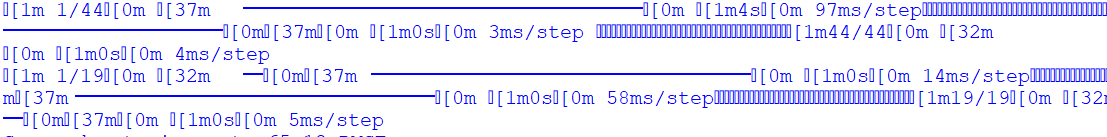 [1m 1/44[0m [37m ━━━━━━━━━━━━━━━━━━━━[0m [1m4s[0m 97ms/step
━━━━━━━━━━━[0m[37m[0m [1m0s[0m 3ms/step [1m44/44[0m [32m
[0m [1m0s[0m 4ms/step
[1m 1/19[0m [32m ━[0m[37m ━━━━━━━━━━━━━━━━━━━[0m [1m0s[0m 14ms/step
m[37m ━━━━━━━━━━━━━━━━━━[0m [1m0s[0m 58ms/step[1m19/19[0m [32m
━[0m[37m[0m [1m0s[0m 5ms/step